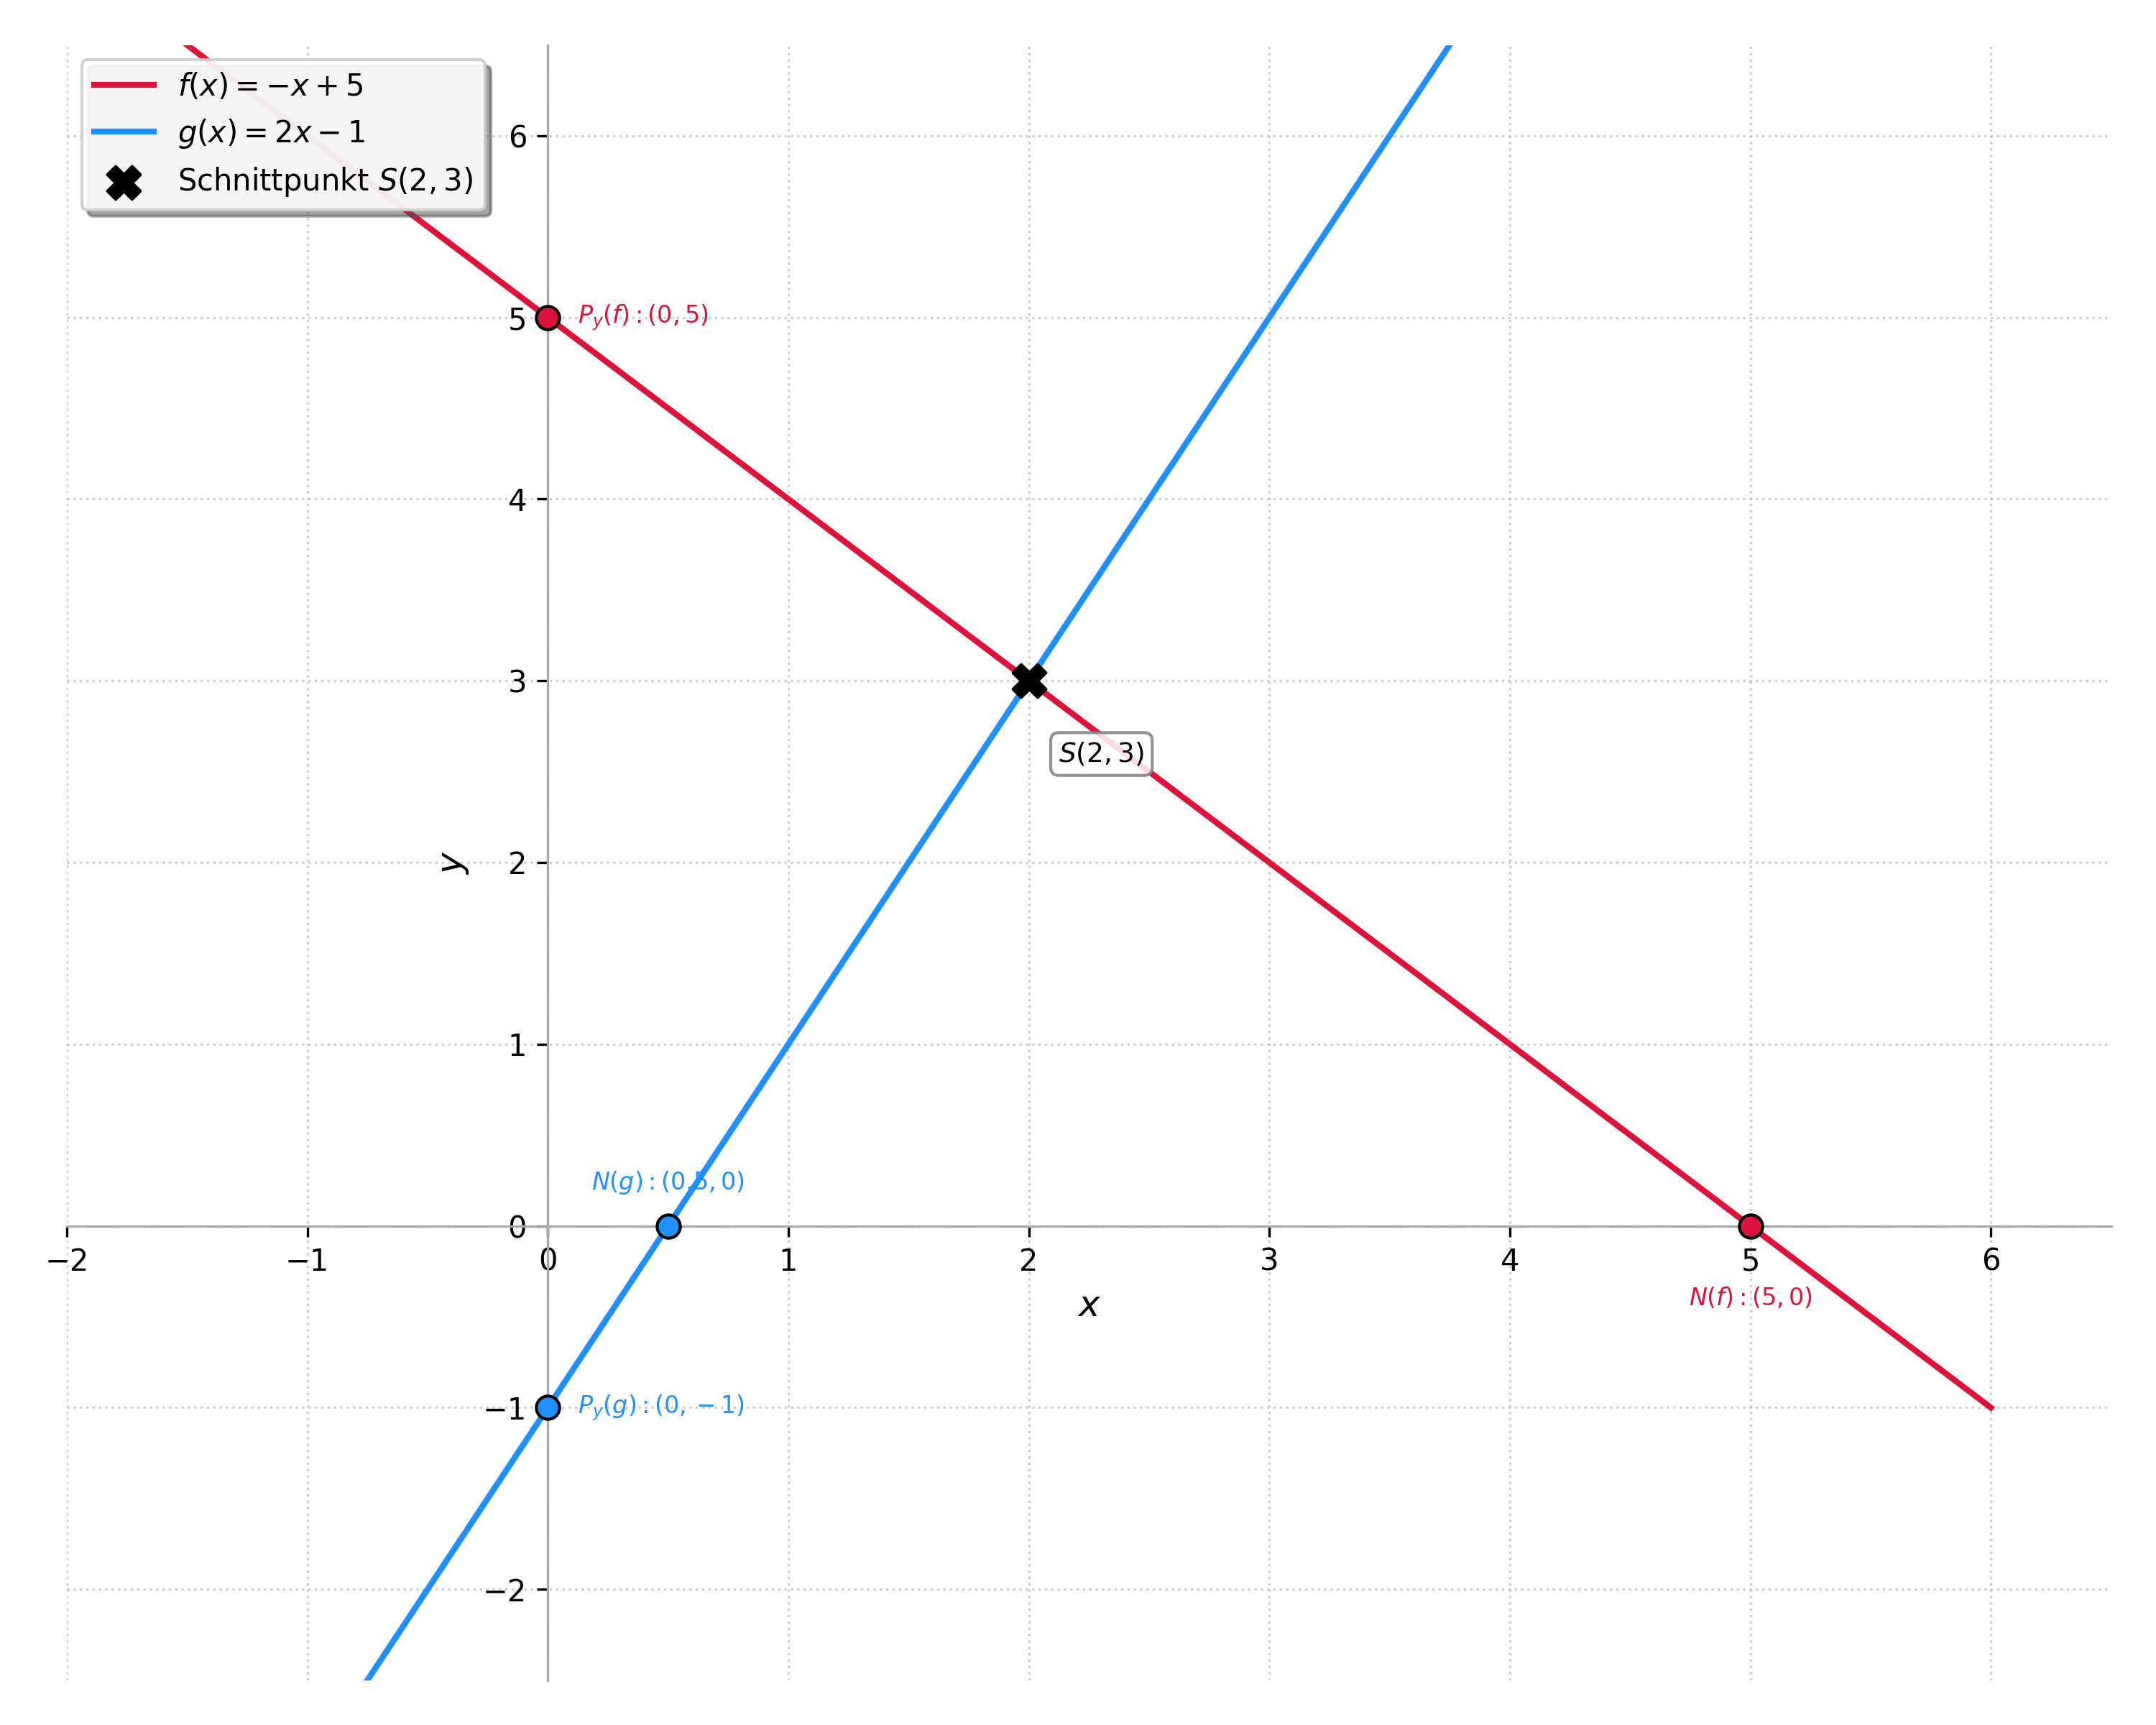 f(x) = −x + 5
g(x) = 2x − 1
Schnittpunkt S(2, 3)
6
5
P_y(f) : (0, 5)
4
3
S(2, 3)
y
2
1
N(g) : (0.5, 0)
0
−2 −1 0 1 2 3 4 5 6
x
N(f) : (5, 0)
−1
P_y(g) : (0, −1)
−2